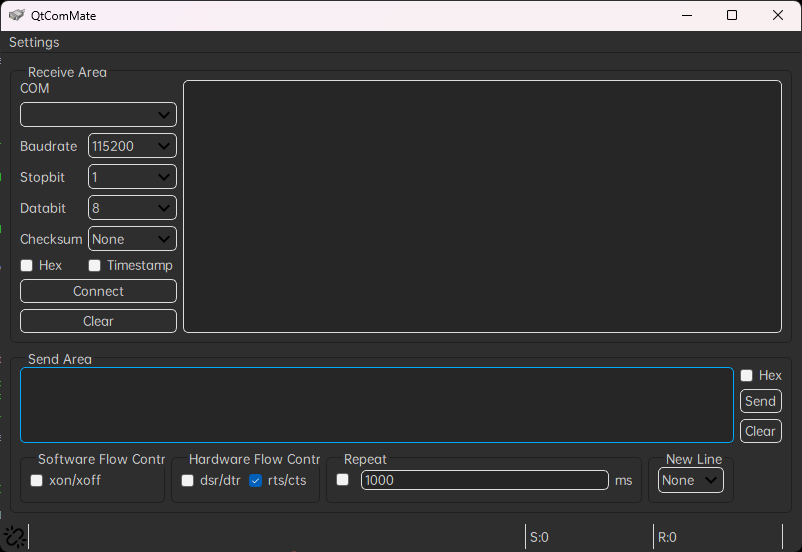 QtComMate
Settings
Receive Area
COM
Baudrate 115200
Stopbit 1
Databit 8
Checksum None
Hex Timestamp
Connect
Clear
Send Area
Hex
Send
Clear
Software Flow Contr
xon/xoff
Hardware Flow Contr
dsr/dtr rts/cts
Repeat
1000 ms
New Line
None
S:0 R:0